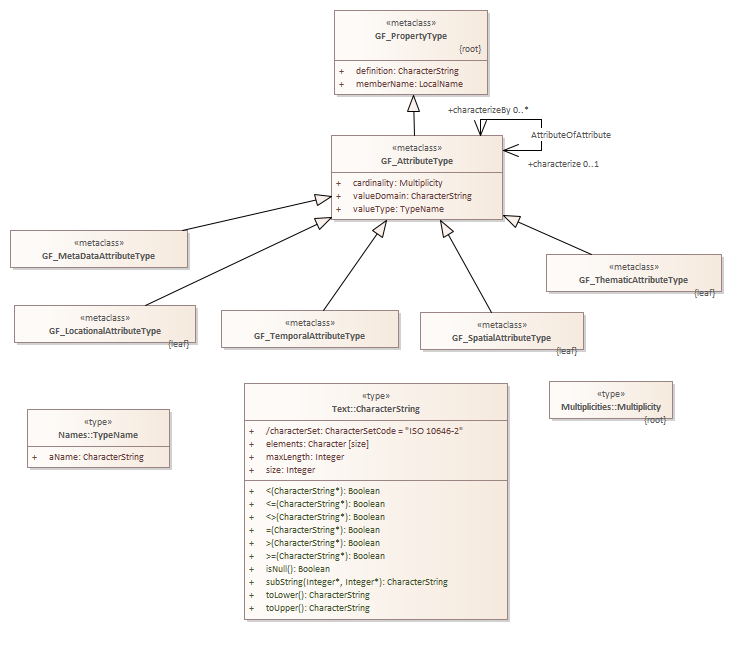 «metaclass»
GF_PropertyType
{root}
+ definition: CharacterString
+ memberName: LocalName
+characterizeBy 0..*
AttributeOfAttribute
+characterize 0..1
«metaclass»
GF_AttributeType
+ cardinality: Multiplicity
+ valueDomain: CharacterString
+ valueType: TypeName
«metaclass»
GF_MetaDataAttributeType
«metaclass»
GF_ThematicAttributeType
{leaf}
«metaclass»
GF_LocationalAttributeType
{leaf}
«metaclass»
GF_TemporalAttributeType
«metaclass»
GF_SpatialAttributeType
{leaf}
«type»
Names::TypeName
+ aName: CharacterString
«type»
Text::CharacterString
+ /characterSet: CharacterSetCode = "ISO 10646-2"
+ elements: Character [size]
+ maxLength: Integer
+ size: Integer
+ <(CharacterString*): Boolean
+ <=(CharacterString*): Boolean
+ <>(CharacterString*): Boolean
+ =(CharacterString*): Boolean
+ >(CharacterString*): Boolean
+ >=(CharacterString*): Boolean
+ isNull(): Boolean
+ subString(Integer*, Integer*): CharacterString
+ toLower(): CharacterString
+ toUpper(): CharacterString
«type»
Multiplicities::Multiplicity
{root}